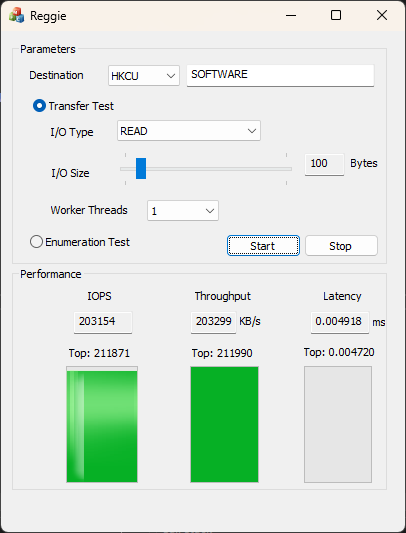 Reggie
Parameters
Destination HKCU SOFTWARE
Transfer Test
I/O Type READ
I/O Size 100 Bytes
Worker Threads 1
Enumeration Test Start Stop
Performance
IOPS Throughput Latency
203154 203299 KB/s 0.004918 ms
Top: 211871 Top: 211990 Top: 0.004720